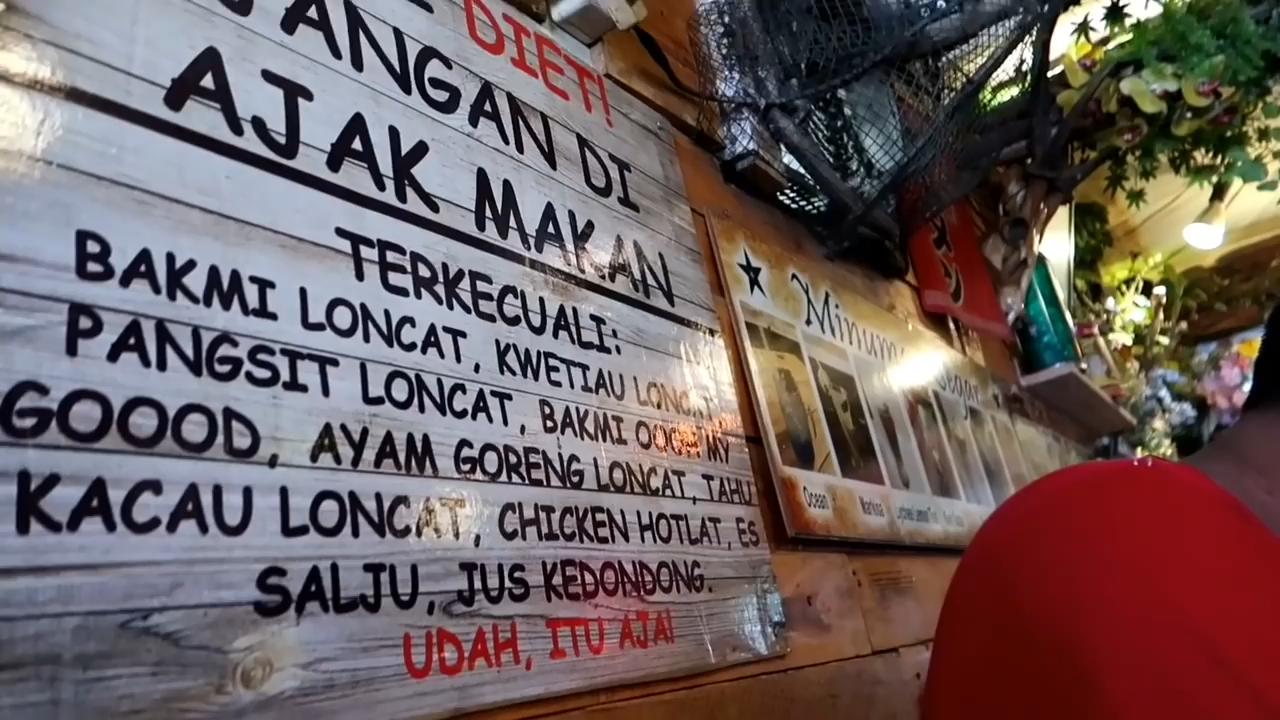 DIET!
JANGAN DI
AJAK MAKAN
TERKECUALI:
BAKMI LONCAT, KWETIAU LONCAT,
PANGSIT LONCAT, BAKMI OOOH MY
GOOOD, AYAM GORENG LONCAT, TAHU
KACAU LONCAT, CHICKEN HOTLAT, ES
SALJU, JUS KEDONDONG.
UDAH, ITU AJA!
Segar
Ocean
Markisa